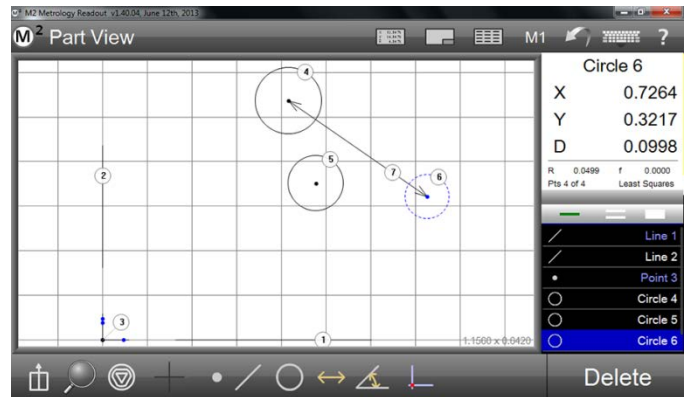 M² Metrology Readout v1.40.04, June 12th, 2013
M² Part View
M1
?
Circle 6
X 0.7264
Y 0.3217
D 0.0998
R 0.0499 f 0.0000
Pts 4 of 4 Least Squares
4
5
2
7
6
3
1
1.1560 x 0.6420
Line 1
Line 2
Point 3
Circle 4
Circle 5
Circle 6
Delete